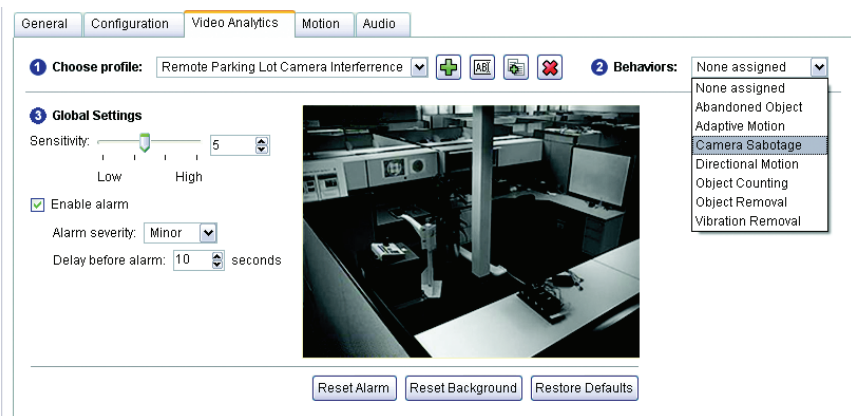 General Configuration Video Analytics Motion Audio
1 Choose profile: Remote Parking Lot Camera Interferrence AB 2 Behaviors: None assigned
None assigned
Abandoned Object
Adaptive Motion
Camera Sabotage
Directional Motion
Object Counting
Object Removal
Vibration Removal
3 Global Settings
Sensitivity: 5
Low High
Enable alarm
Alarm severity: Minor
Delay before alarm: 10 seconds
Reset Alarm Reset Background Restore Defaults